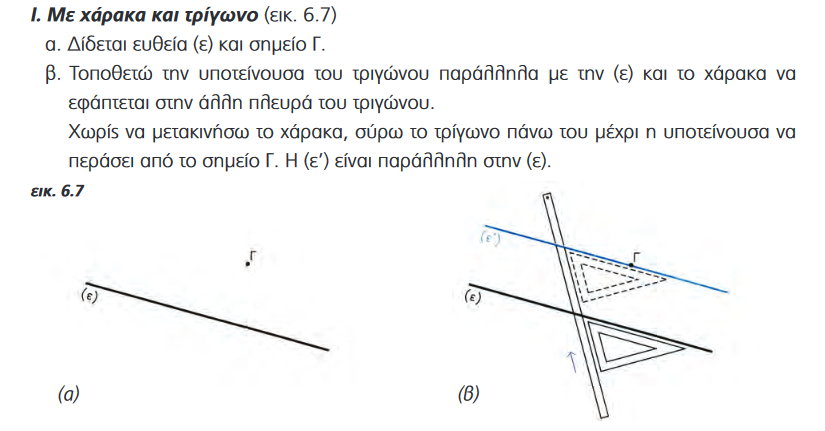 Ι. Με χάρακα και τρίγωνο (εικ. 6.7)
α. Δίδεται ευθεία (ε) και σημείο Γ.
β. Τοποθετώ την υποτείνουσα του τριγώνου παράλληλα με την (ε) και το χάρακα να
εφάπτεται στην άλλη πλευρά του τριγώνου.
Χωρίς να μετακινήσω το χάρακα, σύρω το τρίγωνο πάνω του μέχρι η υποτείνουσα να
περάσει από το σημείο Γ. Η (ε’) είναι παράλληλη στην (ε).
εικ. 6.7
Γ
(ε)
(α)
(ε’)
Γ
(ε)
(β)